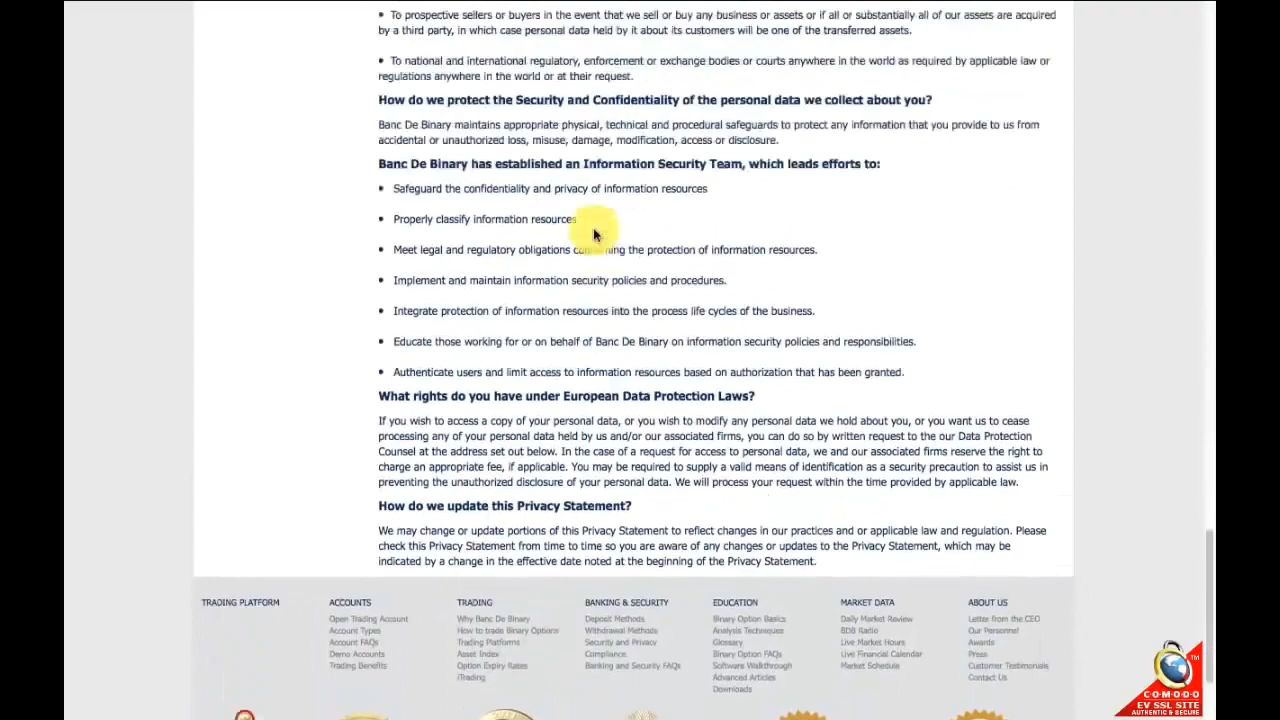 • To prospective sellers or buyers in the event that we sell or buy any business or assets or if all or substantially all of our assets are acquired
by a third party, in which case personal data held by it about its customers will be one of the transferred assets.
• To national and international regulatory, enforcement or exchange bodies or courts anywhere in the world as required by applicable law or
regulations anywhere in the world or at their request.
How do we protect the Security and Confidentiality of the personal data we collect about you?
Banc De Binary maintains appropriate physical, technical and procedural safeguards to protect any information that you provide to us from
accidental or unauthorized loss, misuse, damage, modification, access or disclosure.
Banc De Binary has established an Information Security Team, which leads efforts to:
• Safeguard the confidentiality and privacy of information resources
• Properly classify information resources
• Meet legal and regulatory obligations concerning the protection of information resources.
• Implement and maintain information security policies and procedures.
• Integrate protection of information resources into the process life cycles of the business.
• Educate those working for or on behalf of Banc De Binary on information security policies and responsibilities.
• Authenticate users and limit access to information resources based on authorization that has been granted.
What rights do you have under European Data Protection Laws?
If you wish to access a copy of your personal data, or you wish to modify any personal data we hold about you, or you want us to cease
processing any of your personal data held by us and/or our associated firms, you can do so by written request to the our Data Protection
Counsel at the address set out below. In the case of a request for access to personal data, we and our associated firms reserve the right to
charge an appropriate fee, if applicable. You may be required to supply a valid means of identification as a security precaution to assist us in
preventing the unauthorized disclosure of your personal data. We will process your request within the time provided by applicable law.
How do we update this Privacy Statement?
We may change or update portions of this Privacy Statement to reflect changes in our practices and or applicable law and regulation. Please
check this Privacy Statement from time to time so you are aware of any changes or updates to the Privacy Statement, which may be
indicated by a change in the effective date noted at the beginning of the Privacy Statement.
TRADING PLATFORM
ACCOUNTS
Open Trading Account
Account Types
Account FAQs
Demo Accounts
Trading Benefits
TRADING
Why Banc De Binary
How to trade Binary Options
Trading Platforms
Asset Index
Option Expiry Rates
iTrading
BANKING & SECURITY
Deposit Methods
Withdrawal Methods
Security and Privacy
Compliance
Banking and Security FAQs
EDUCATION
Binary Option Basics
Analysis Techniques
Glossary
Binary Option FAQs
Software Walkthrough
Advanced Articles
Downloads
MARKET DATA
Daily Market Review
BDB Radio
Live Market Hours
Live Financial Calendar
Market Schedule
ABOUT US
Letter from the CEO
Our Personnel
Awards
Press
Customer Testimonials
Contact Us
TM
COMODO
EV SSL SITE
AUTHENTIC & SECURE